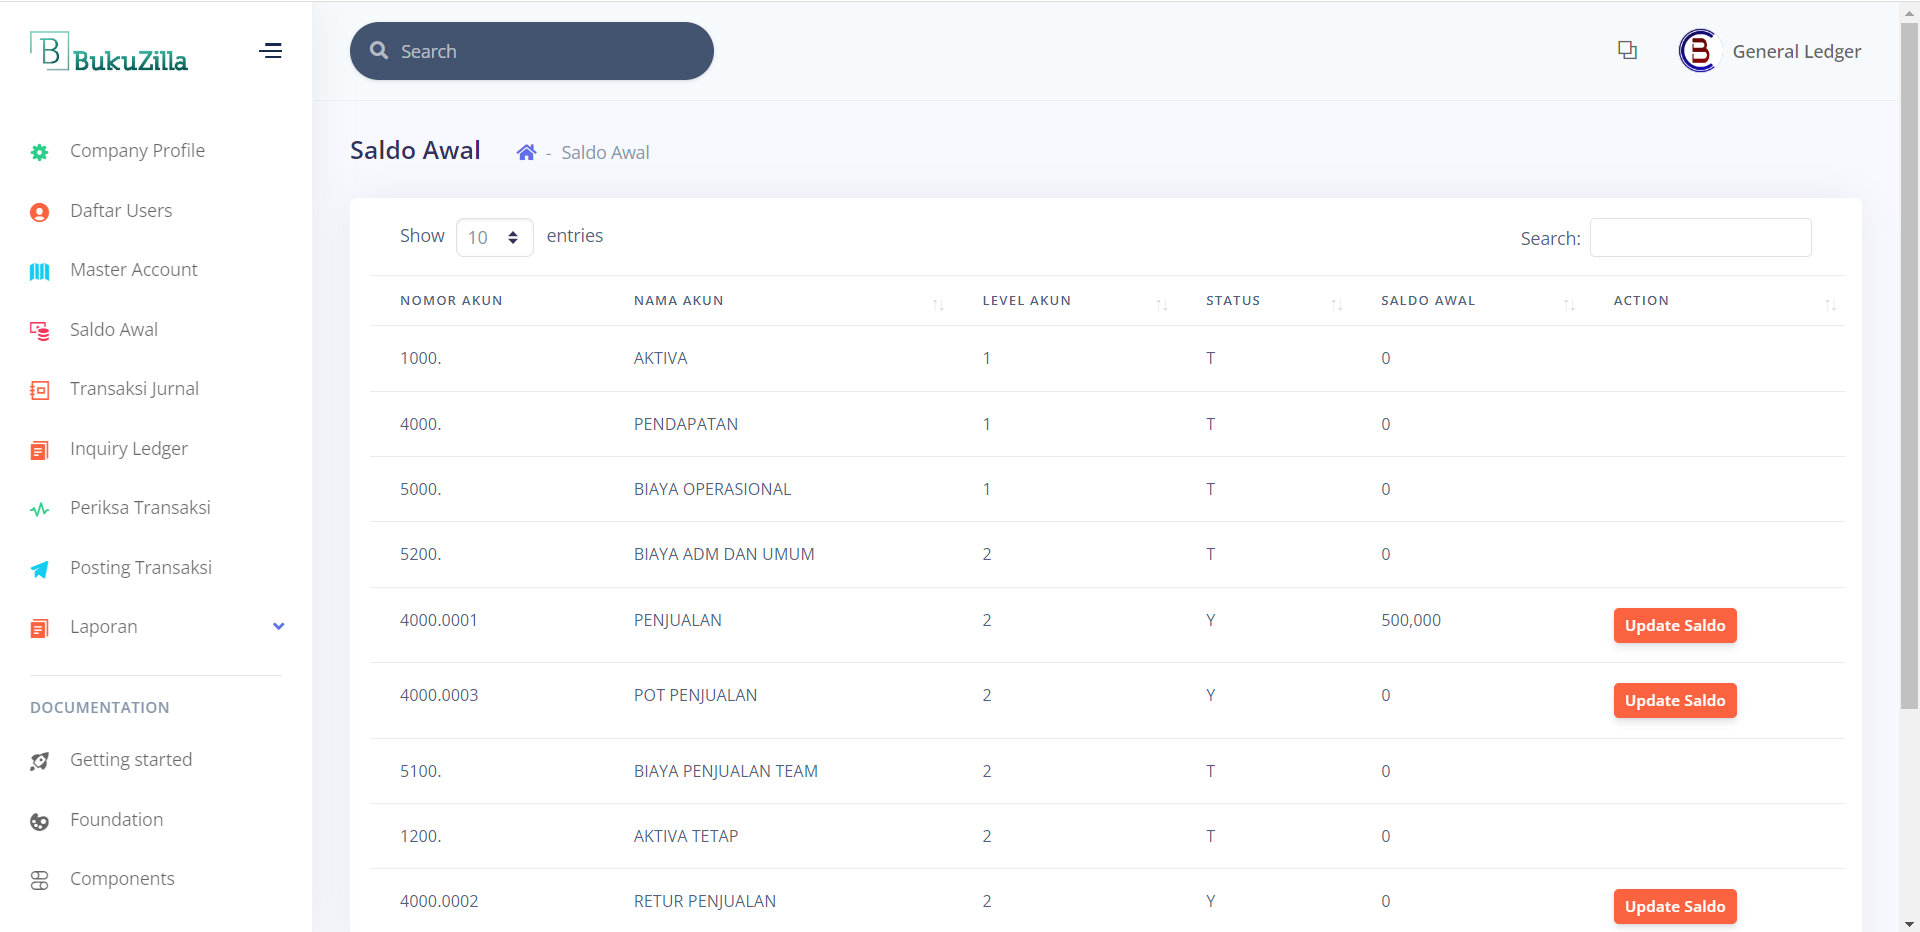 B BukuZilla
Search
General Ledger
Company Profile
Daftar Users
Master Account
Saldo Awal
Transaksi Jurnal
Inquiry Ledger
Periksa Transaksi
Posting Transaksi
Laporan
DOCUMENTATION
Getting started
Foundation
Components
Saldo Awal - Saldo Awal
Show 10 entries Search:
NOMOR AKUN NAMA AKUN LEVEL AKUN STATUS SALDO AWAL ACTION
1000. AKTIVA 1 T 0
4000. PENDAPATAN 1 T 0
5000. BIAYA OPERASIONAL 1 T 0
5200. BIAYA ADM DAN UMUM 2 T 0
4000.0001 PENJUALAN 2 Y 500,000 Update Saldo
4000.0003 POT PENJUALAN 2 Y 0 Update Saldo
5100. BIAYA PENJUALAN TEAM 2 T 0
1200. AKTIVA TETAP 2 T 0
4000.0002 RETUR PENJUALAN 2 Y 0 Update Saldo